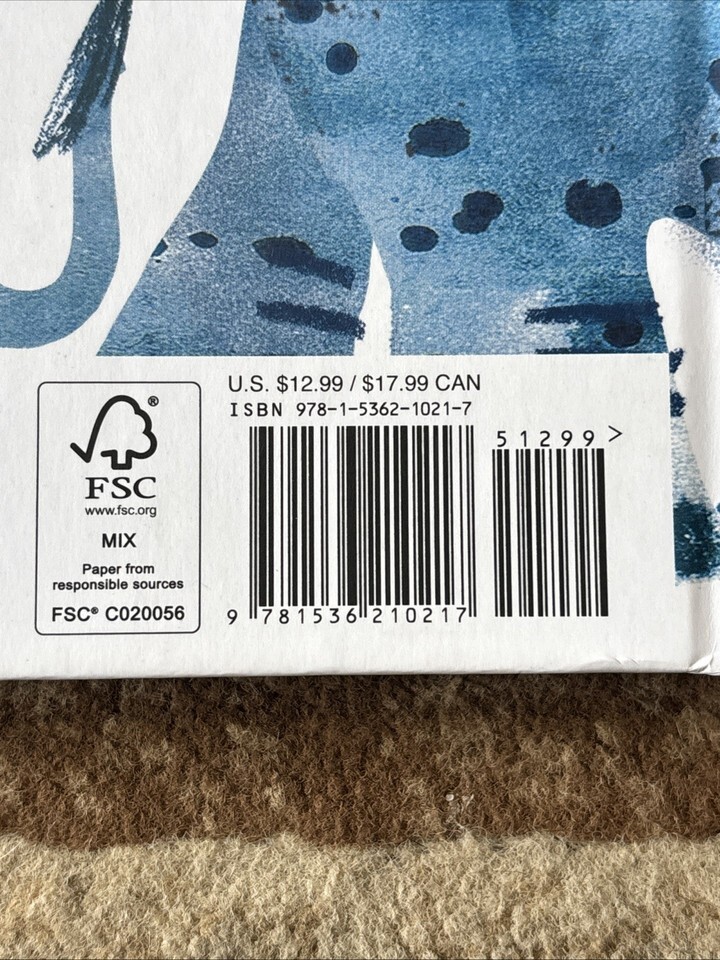 U.S. $12.99 / $17.99 CAN
ISBN 978-1-5362-1021-7
51299>
9 781536 210217
®
FSC
www.fsc.org
MIX
Paper from
responsible sources
FSC® C020056